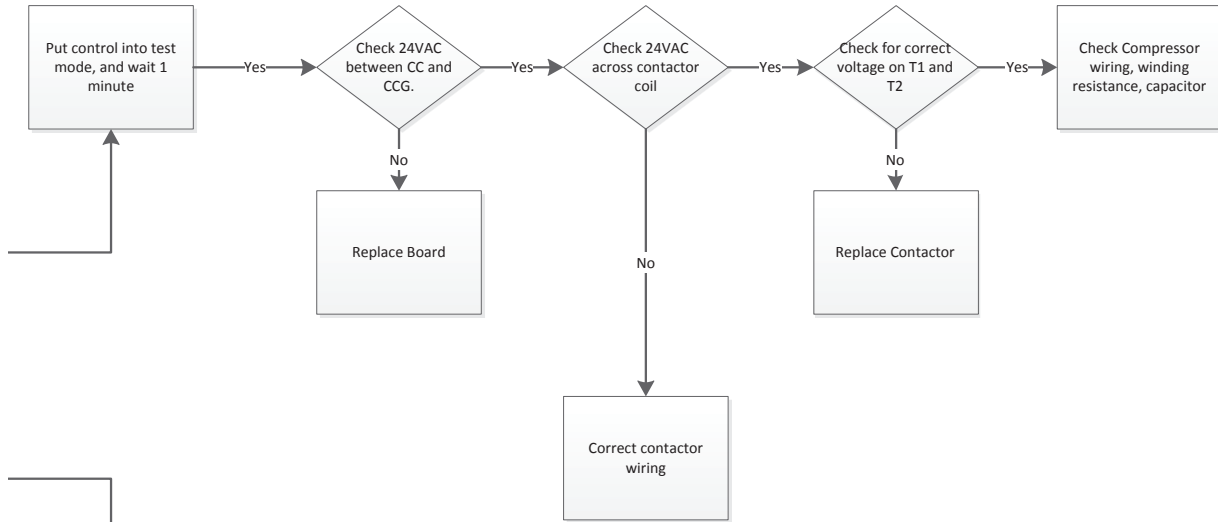 Put control into test
mode, and wait 1
minute
Yes
Check 24VAC
between CC and
CCG.
Yes
Check 24VAC
across contactor
coil
Yes
Check for correct
voltage on T1 and
T2
Yes
Check Compressor
wiring, winding
resistance, capacitor
No
No
Replace Board
No
Replace Contactor
Correct contactor
wiring